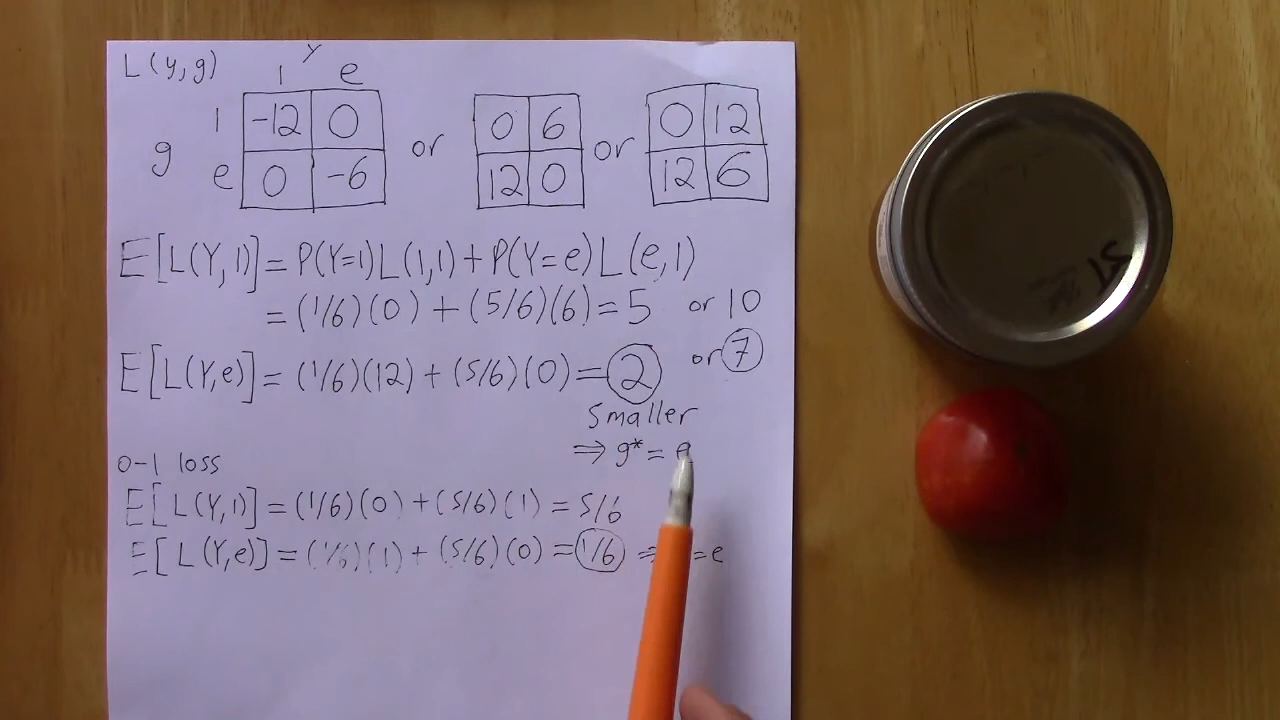 L(y,g) y
1 e
1 -12 0 0 6 0 12
g or or
e 0 -6 12 0 12 6
E[L(Y,1)] = P(Y=1)L(1,1) + P(Y=e)L(e,1)
= (1/6)(0) + (5/6)(6) = 5 or 10
E[L(Y,e)] = (1/6)(12) + (5/6)(0) = 2 or 7
smaller
⇒ g* = e
0-1 loss
E[L(Y,1)] = (1/6)(0) + (5/6)(1) = 5/6
E[L(Y,e)] = (1/6)(1) + (5/6)(0) = 1/6 ⇒ = e